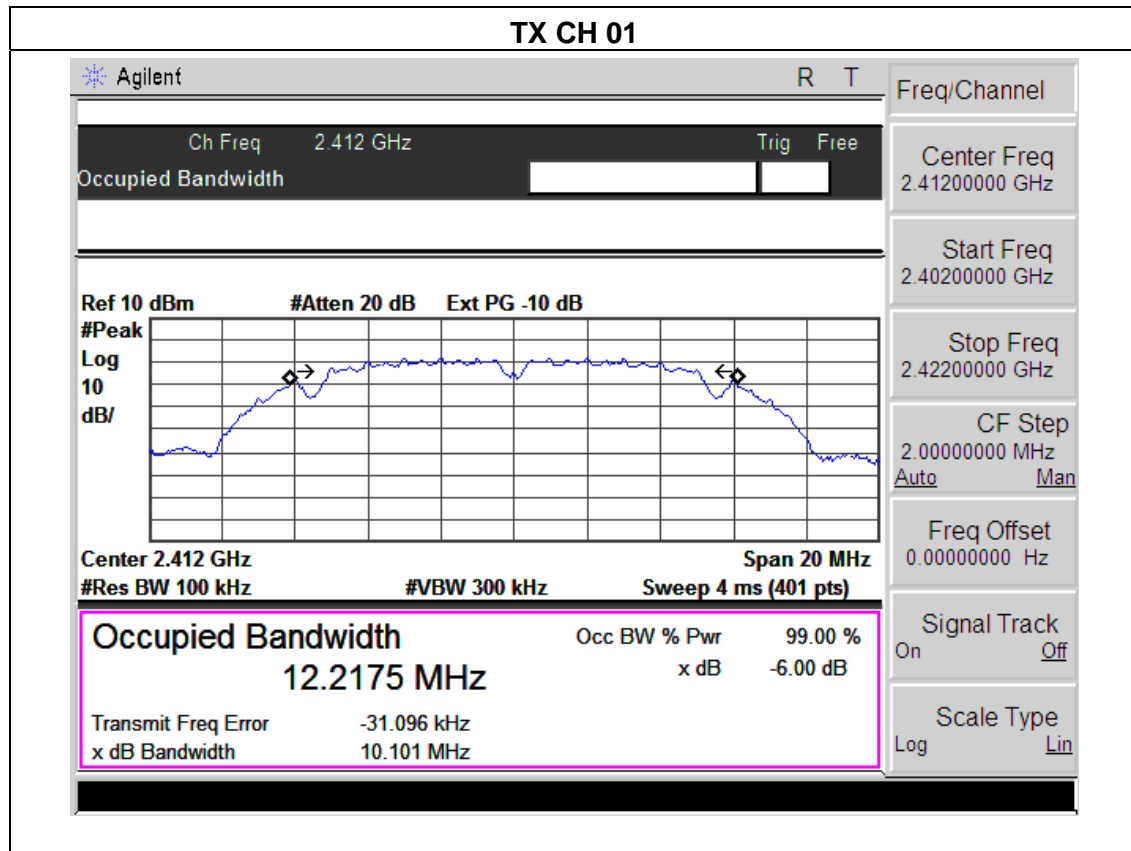 TX CH 01
Agilent R T
Freq/Channel
Ch Freq 2.412 GHz Trig Free
Occupied Bandwidth
Center Freq
2.41200000 GHz
Start Freq
2.40200000 GHz
Stop Freq
2.42200000 GHz
CF Step
2.00000000 MHz
Auto Man
Freq Offset
0.00000000 Hz
Signal Track
On Off
Scale Type
Log Lin
Ref 10 dBm #Atten 20 dB Ext PG -10 dB
#Peak
Log
10
dB/
Center 2.412 GHz Span 20 MHz
#Res BW 100 kHz #VBW 300 kHz Sweep 4 ms (401 pts)
Occupied Bandwidth Occ BW % Pwr 99.00 %
12.2175 MHz x dB -6.00 dB
Transmit Freq Error -31.096 kHz
x dB Bandwidth 10.101 MHz